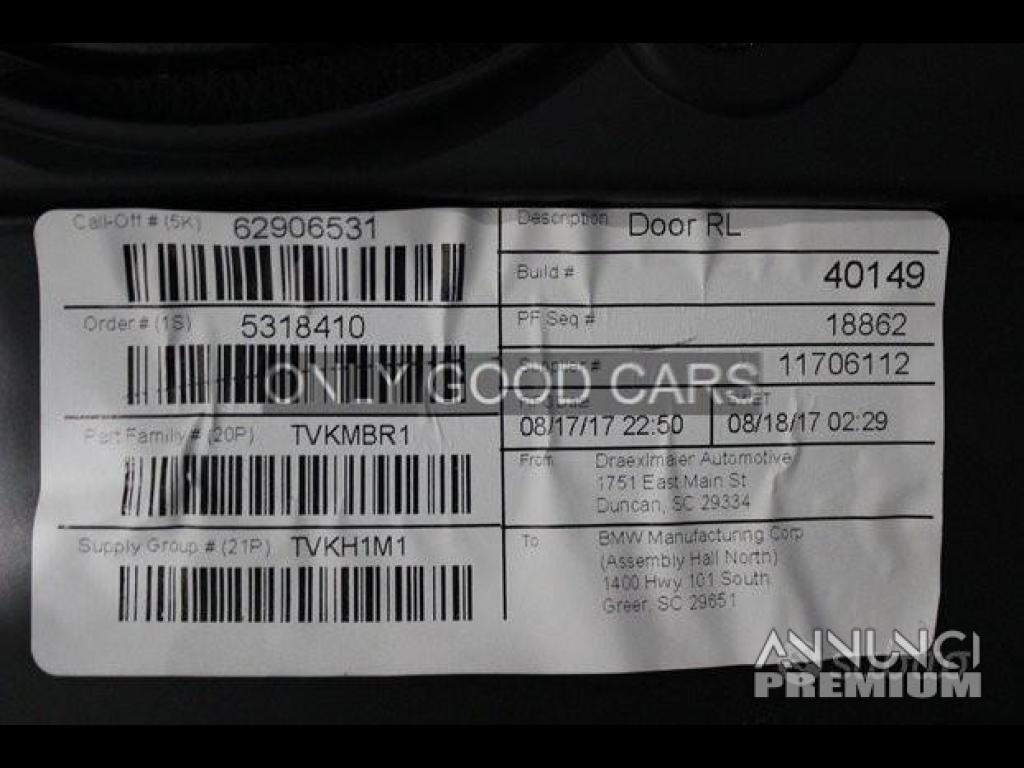 Call-Off # (5K) 62906531
Order # (1S) 5318410
Part Family # (20P) TVKMBR1
Supply Group # (21P) TVKH1M1
Description Door RL
Build # 40149
PF Seq # 18862
11706112
08/17/17 22:50 08/18/17 02:29
From Draexlmaier Automotive
1751 East Main St
Duncan, SC 29334
To BMW Manufacturing Corp
(Assembly Hall North)
1400 Hwy 101 South
Greer, SC 29651
ONLY GOOD CARS
ANNUNCI
PREMIUM